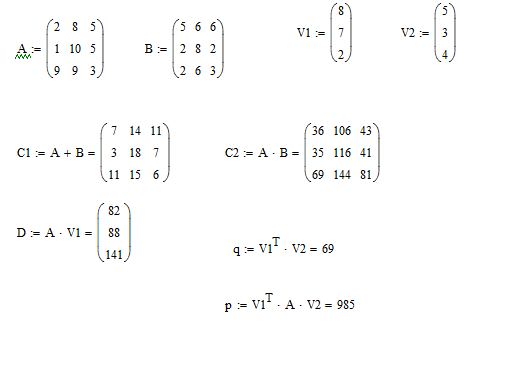 A := (2 8 5
1 10 5
9 9 3)
B := (5 6 6
2 8 2
2 6 3)
V1 := (8
7
2)
V2 := (5
3
4)
C1 := A + B = (7 14 11
3 18 7
11 15 6)
C2 := A · B = (36 106 43
35 116 41
69 144 81)
D := A · V1 = (82
88
141)
q := V1ᵀ · V2 = 69
p := V1ᵀ · A · V2 = 985